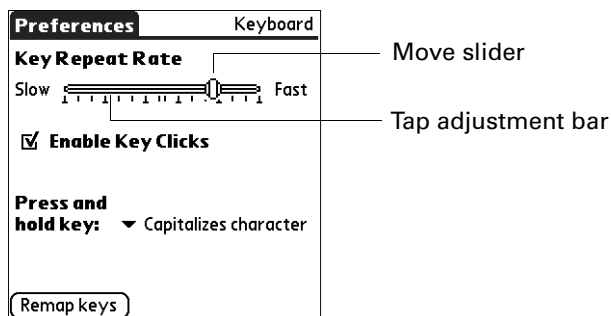 Preferences Keyboard
Key Repeat Rate
Move slider
Slow Fast
Tap adjustment bar
Enable Key Clicks
Press and
hold key: Capitalizes character
Remap keys